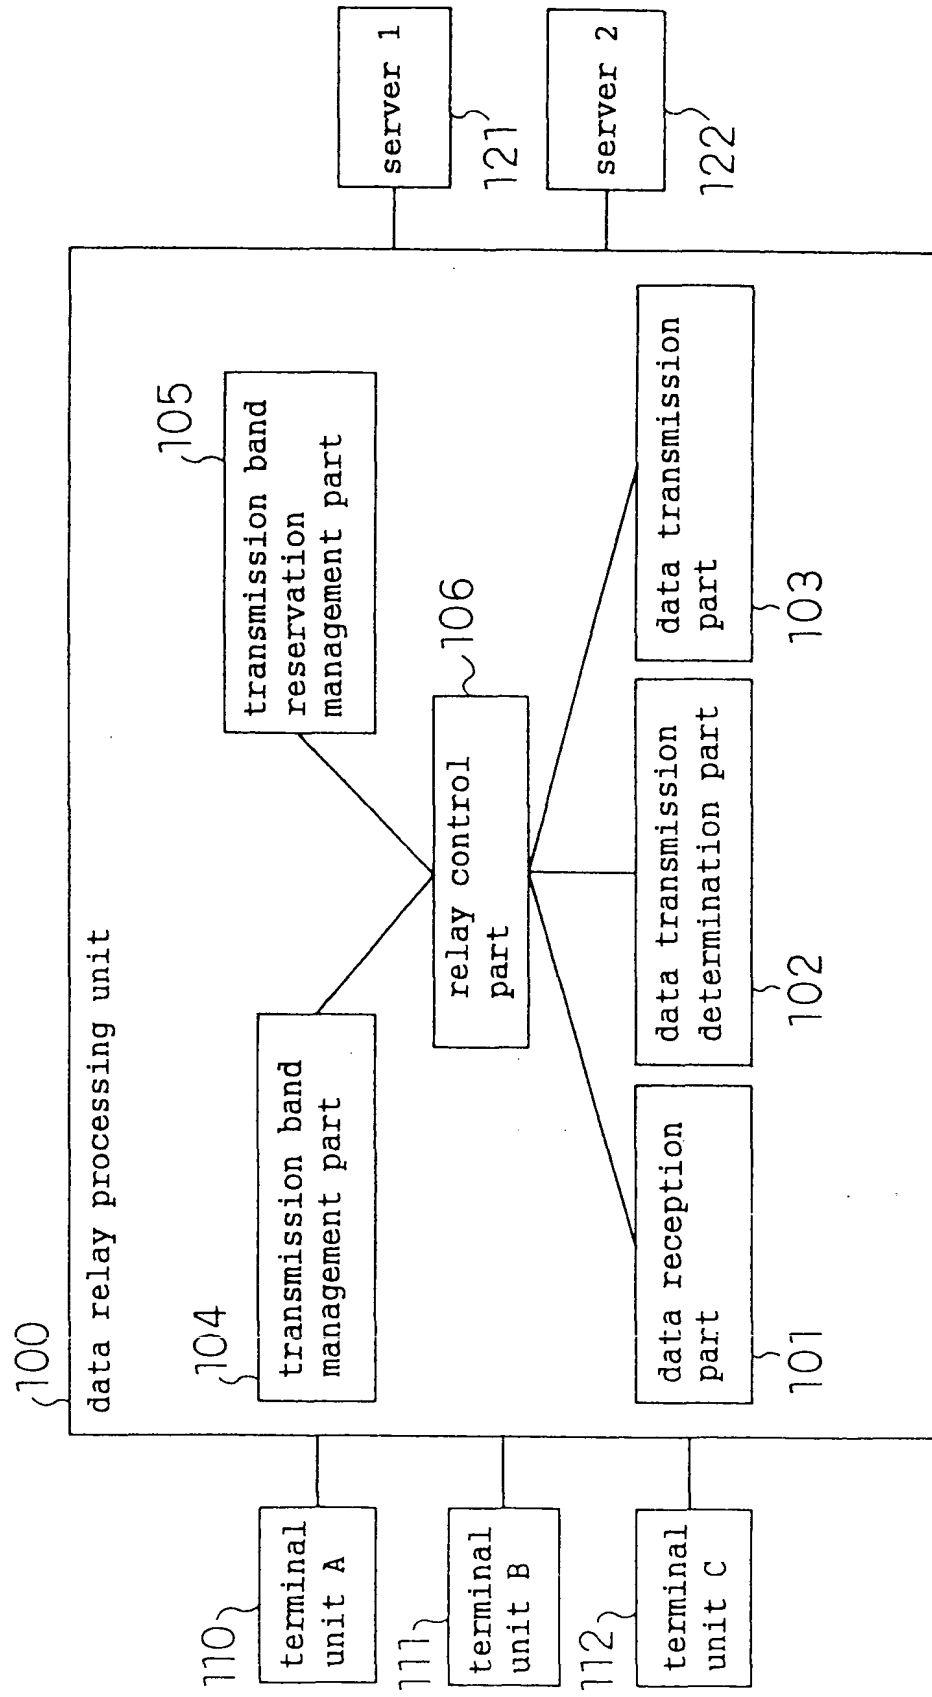 100
data relay processing unit
110
terminal
unit A
111
terminal
unit B
112
terminal
unit C
104
transmission band
management part
105
transmission band
reservation
management part
106
relay control
part
data reception
part
101
data transmission
determination part
102
data transmission
part
103
server 1
121
server 2
122